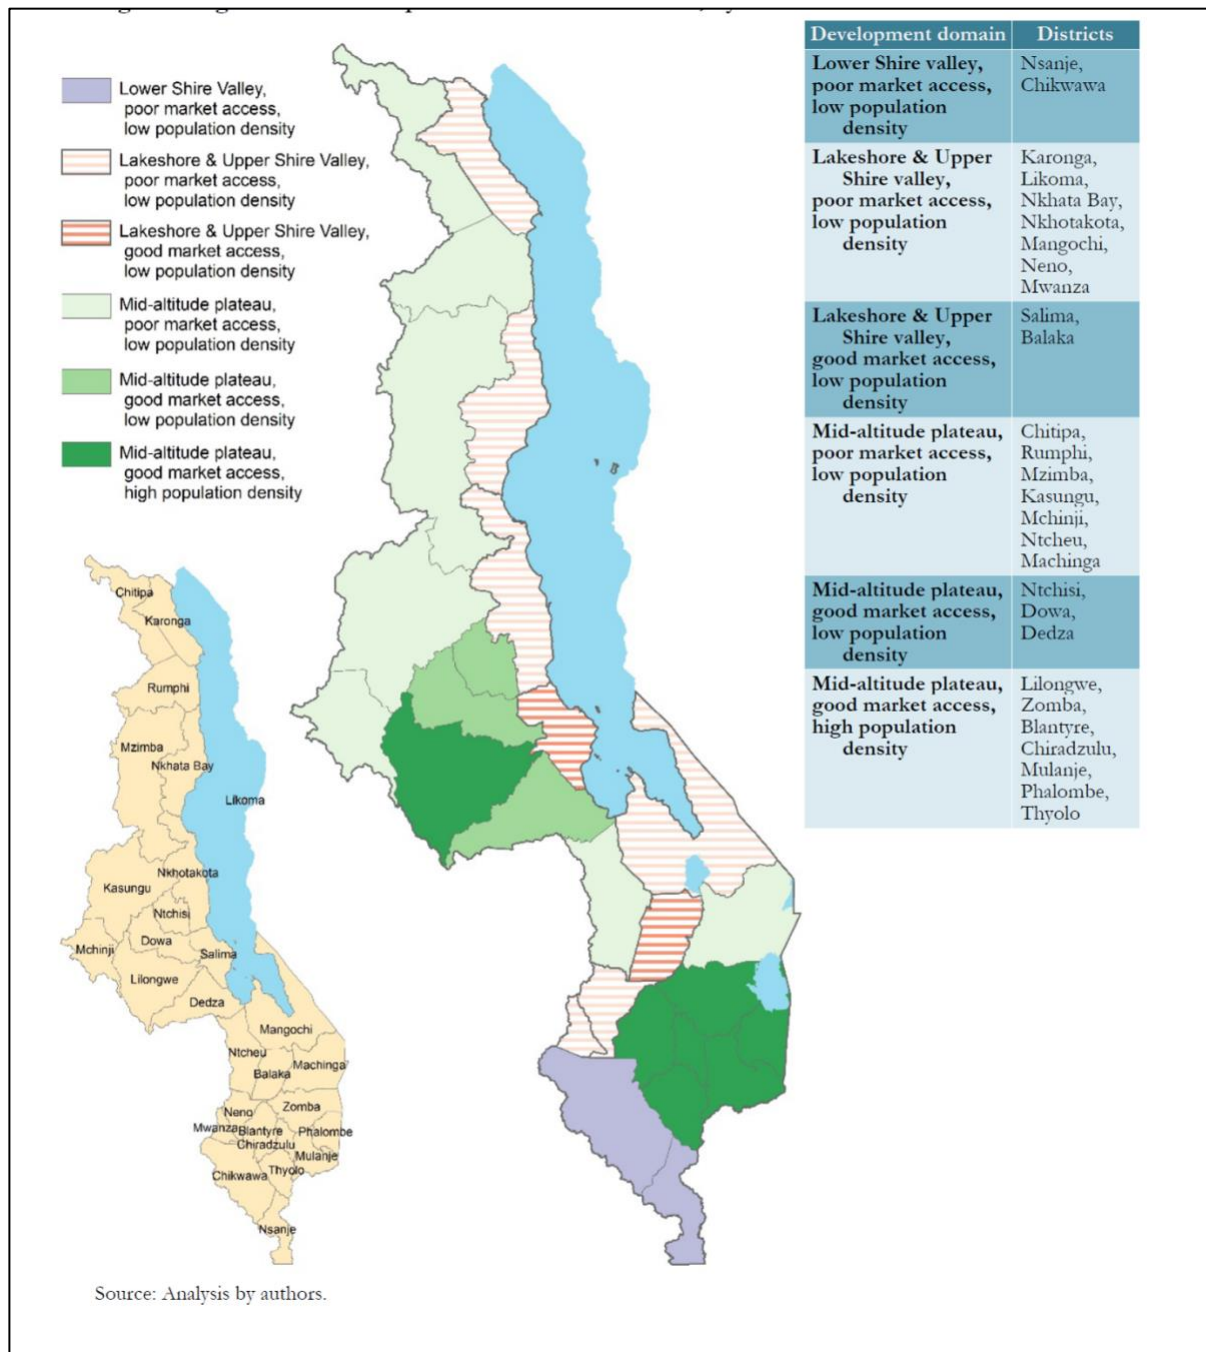 Lower Shire Valley,
poor market access,
low population density
Lakeshore & Upper Shire Valley,
poor market access,
low population density
Lakeshore & Upper Shire Valley,
good market access,
low population density
Mid-altitude plateau,
poor market access,
low population density
Mid-altitude plateau,
good market access,
low population density
Mid-altitude plateau,
good market access,
high population density
Development domain Districts
Lower Shire valley, Nsanje,
poor market access, Chikwawa
low population
density
Lakeshore & Upper Karonga,
Shire valley, Likoma,
poor market access, Nkhata Bay,
low population Nkhotakota,
density Mangochi,
Neno,
Mwanza
Lakeshore & Upper Salima,
Shire valley, Balaka
good market access,
low population
density
Mid-altitude plateau, Chitipa,
poor market access, Rumphi,
low population Mzimba,
density Kasungu,
Mchinji,
Ntcheu,
Machinga
Mid-altitude plateau, Ntchisi,
good market access, Dowa,
low population Dedza
density
Mid-altitude plateau, Lilongwe,
good market access, Zomba,
high population Blantyre,
density Chiradzulu,
Mulanje,
Phalombe,
Thyolo
Chitipa
Karonga
Rumphi
Mzimba
Nkhata Bay
Likoma
Nkhotakota
Kasungu
Ntchisi
Dowa
Mchinji
Salima
Lilongwe
Dedza
Mangochi
Ntcheu
Machinga
Balaka
Zomba
Neno
Mwanza
Blantyre
Phalombe
Chiradzulu
Mulanje
Thyolo
Chikwawa
Nsanje
Source: Analysis by authors.